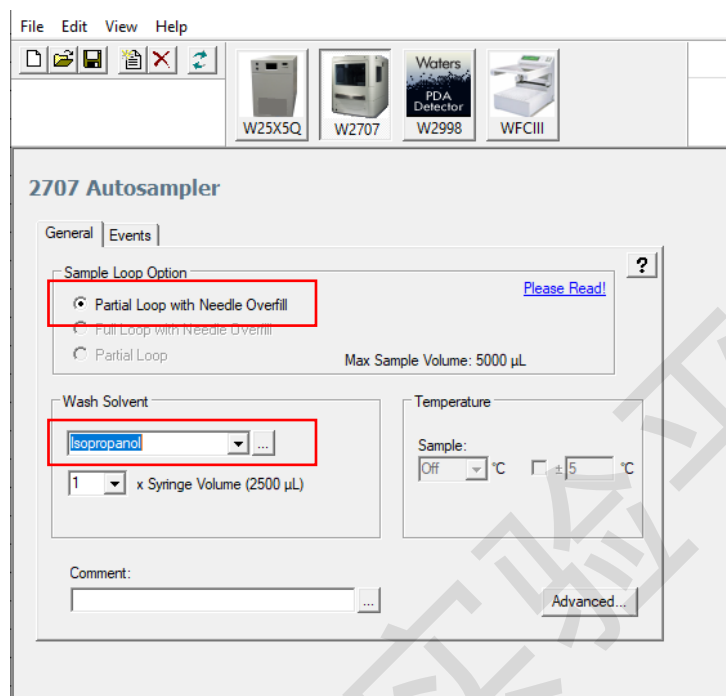 File Edit View Help
Waters
PDA
Detector
W25X5Q W2707 W2998 WFCIII
2707 Autosampler
General Events
?
Sample Loop Option
Please Read!
Partial Loop with Needle Overfill
Full Loop with Needle Overfill
Partial Loop
Max Sample Volume: 5000 µL
Wash Solvent
Isopropanol
...
1 x Syringe Volume (2500 µL)
Temperature
Sample:
Off °C ± 5 °C
Comment:
...
Advanced...
实验